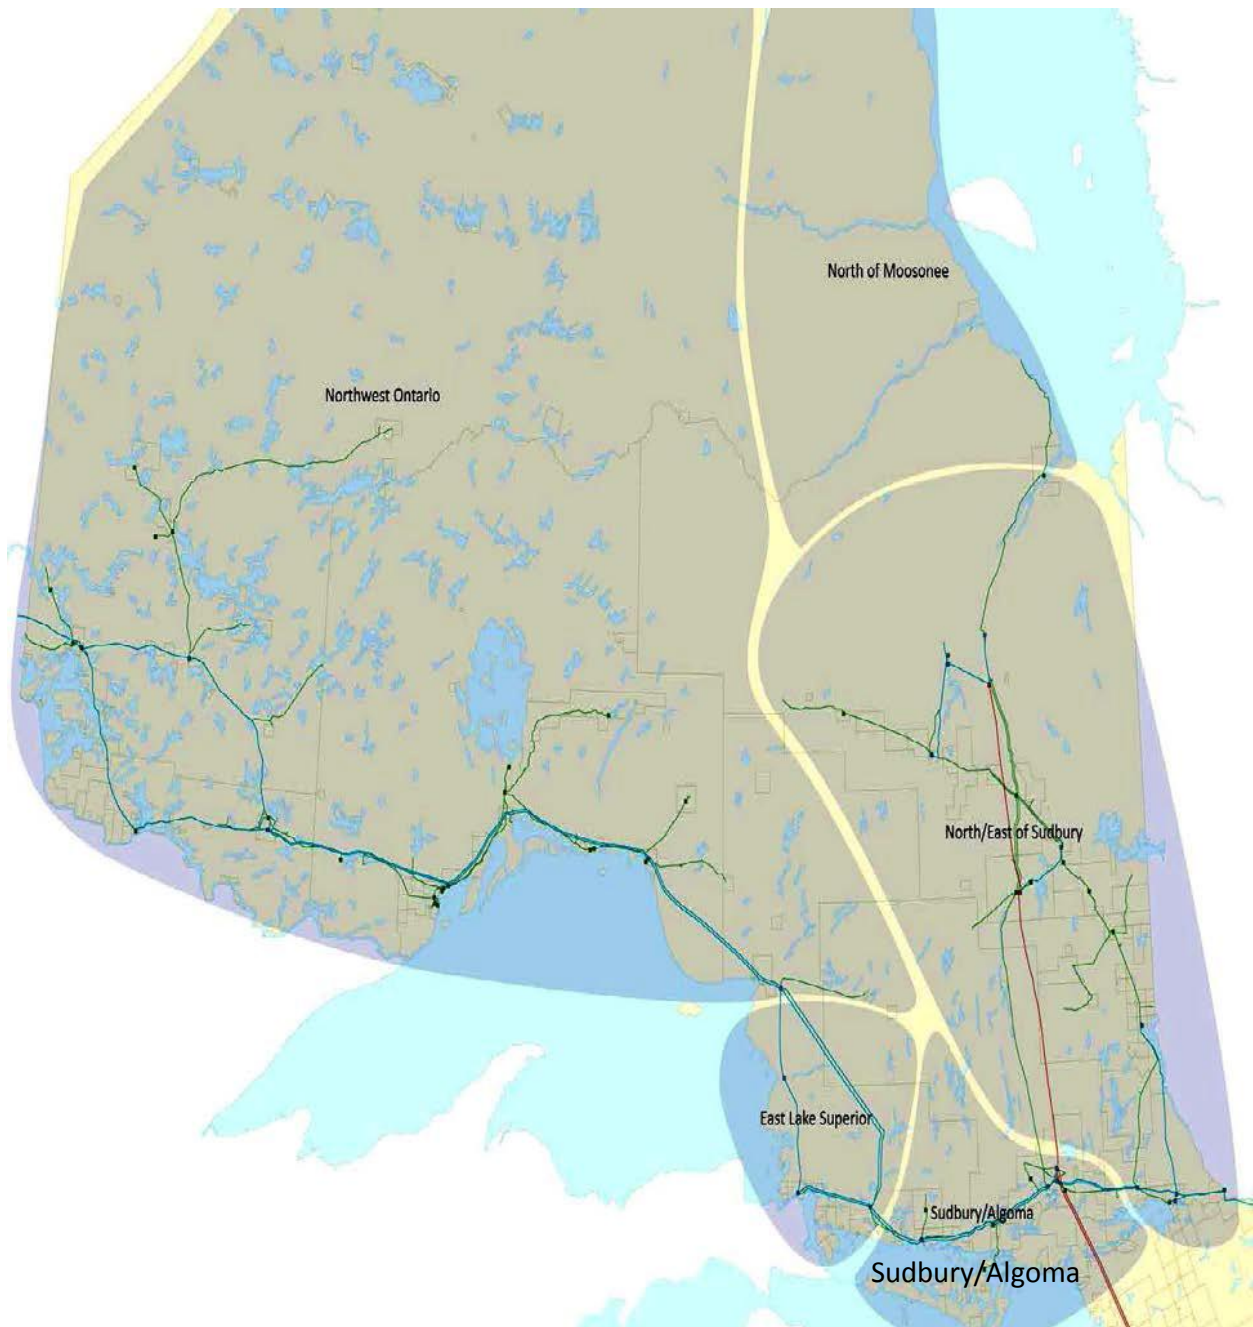 North of Moosonee
Northwest Ontario
North/East of Sudbury
East Lake Superior
Sudbury/Algoma
Sudbury/Algoma